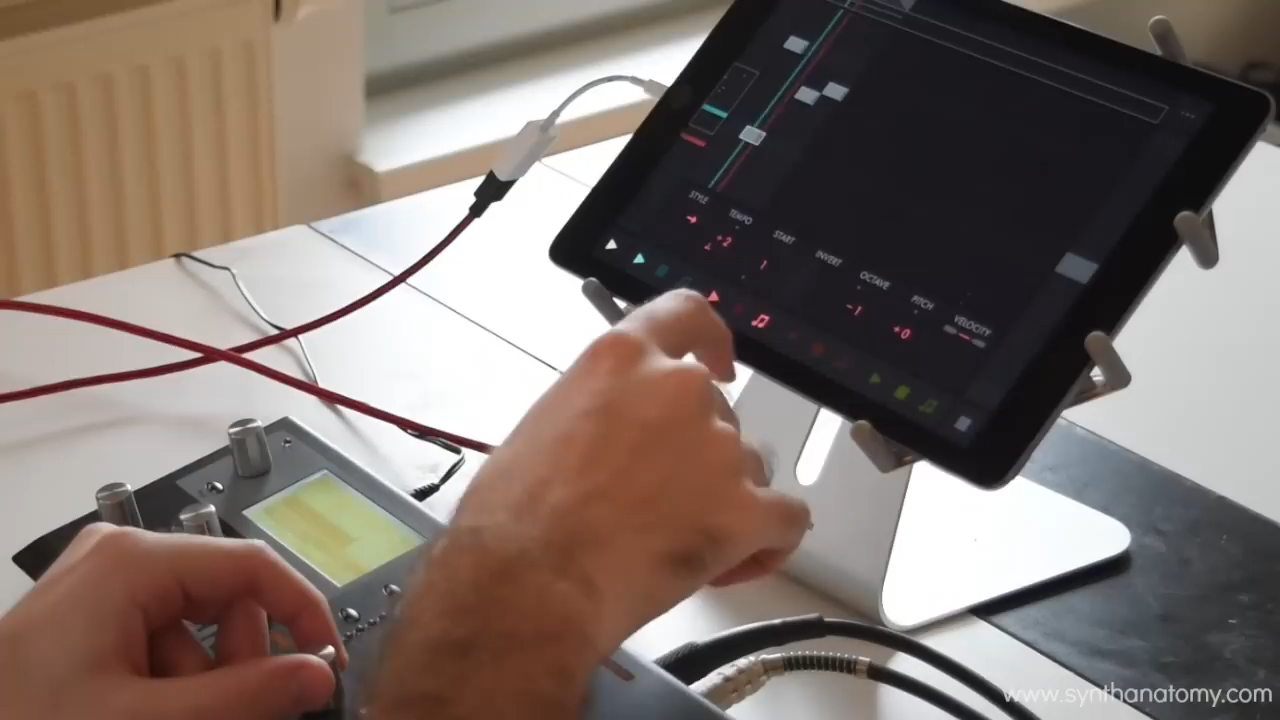 STYLE
TEMPO
START
INVERT
OCTAVE
PITCH
VELOCITY
+2
1
-1
+0
www.synthanatomy.com